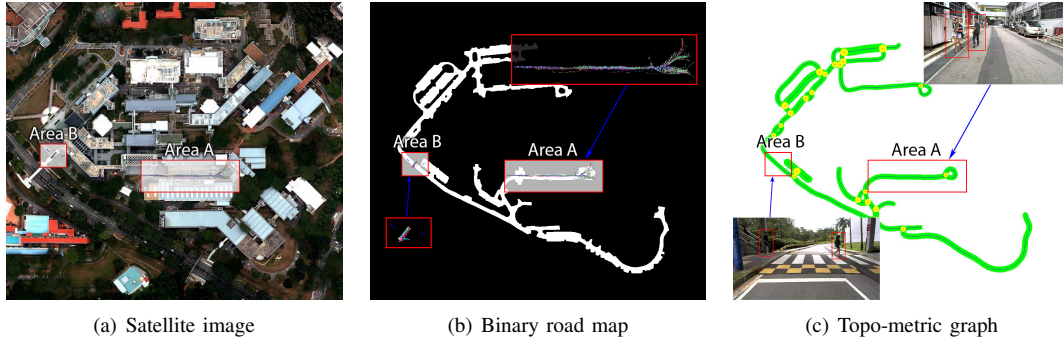 Area B
Area A
Area B
Area A
Area B
Area A
(a) Satellite image
(b) Binary road map
(c) Topo-metric graph